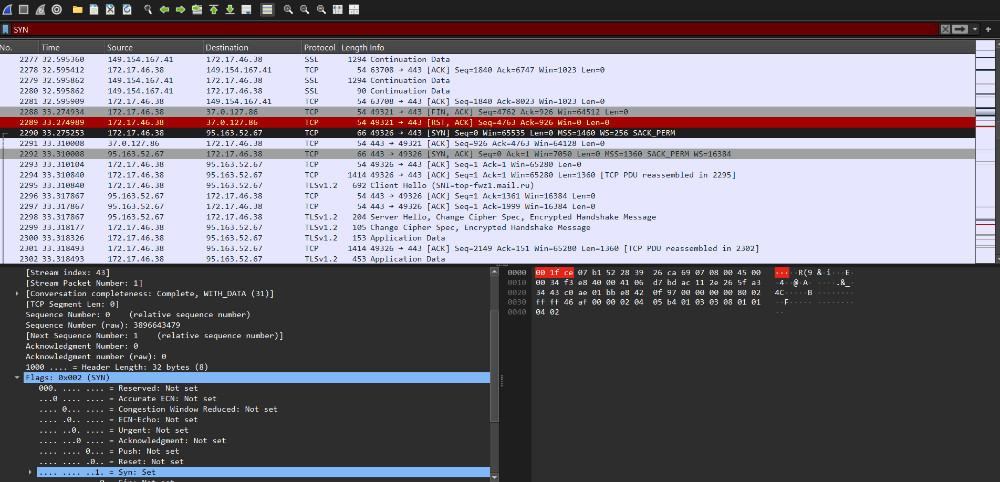 SYN
No. Time Source Destination Protocol Length Info
2277 32.595360 149.154.167.41 172.17.46.38 SSL 1294 Continuation Data
2278 32.595412 172.17.46.38 149.154.167.41 TCP 54 63708 → 443 [ACK] Seq=1840 Ack=6747 Win=1023 Len=0
2279 32.595862 149.154.167.41 172.17.46.38 SSL 1294 Continuation Data
2280 32.595862 149.154.167.41 172.17.46.38 SSL 90 Continuation Data
2281 32.595909 172.17.46.38 149.154.167.41 TCP 54 63708 → 443 [ACK] Seq=1840 Ack=8023 Win=1023 Len=0
2288 33.274934 172.17.46.38 37.0.127.86 TCP 54 49321 → 443 [FIN, ACK] Seq=4762 Ack=926 Win=64512 Len=0
2289 33.274989 172.17.46.38 37.0.127.86 TCP 54 49321 → 443 [RST, ACK] Seq=4763 Ack=926 Win=0 Len=0
2290 33.275253 172.17.46.38 95.163.52.67 TCP 66 49326 → 443 [SYN] Seq=0 Win=65535 Len=0 MSS=1460 WS=256 SACK_PERM
2291 33.310008 37.0.127.86 172.17.46.38 TCP 54 443 → 49321 [ACK] Seq=926 Ack=4763 Win=64128 Len=0
2292 33.310008 95.163.52.67 172.17.46.38 TCP 66 443 → 49326 [SYN, ACK] Seq=0 Ack=1 Win=7050 Len=0 MSS=1360 SACK_PERM WS=16384
2293 33.310104 172.17.46.38 95.163.52.67 TCP 54 49326 → 443 [ACK] Seq=1 Ack=1 Win=65280 Len=0
2294 33.310840 172.17.46.38 95.163.52.67 TCP 1414 49326 → 443 [ACK] Seq=1 Ack=1 Win=65280 Len=1360 [TCP PDU reassembled in 2295]
2295 33.310840 172.17.46.38 95.163.52.67 TLSv1.2 692 Client Hello (SNI=top-fwz1.mail.ru)
2296 33.317867 95.163.52.67 172.17.46.38 TCP 54 443 → 49326 [ACK] Seq=1 Ack=1361 Win=16384 Len=0
2297 33.317867 95.163.52.67 172.17.46.38 TCP 54 443 → 49326 [ACK] Seq=1 Ack=1999 Win=16384 Len=0
2298 33.317867 95.163.52.67 172.17.46.38 TLSv1.2 204 Server Hello, Change Cipher Spec, Encrypted Handshake Message
2299 33.318177 172.17.46.38 95.163.52.67 TLSv1.2 105 Change Cipher Spec, Encrypted Handshake Message
2300 33.318326 172.17.46.38 95.163.52.67 TLSv1.2 153 Application Data
2301 33.318493 172.17.46.38 95.163.52.67 TCP 1414 49326 → 443 [ACK] Seq=2149 Ack=151 Win=65280 Len=1360 [TCP PDU reassembled in 2302]
2302 33.318493 172.17.46.38 95.163.52.67 TLSv1.2 453 Application Data
[Stream index: 43]
[Stream Packet Number: 1]
[Conversation completeness: Complete, WITH_DATA (31)]
[TCP Segment Len: 0]
Sequence Number: 0 (relative sequence number)
Sequence Number (raw): 3896643479
[Next Sequence Number: 1 (relative sequence number)]
Acknowledgment Number: 0
Acknowledgment number (raw): 0
1000 .... = Header Length: 32 bytes (8)
Flags: 0x002 (SYN)
000. .... .... = Reserved: Not set
...0 .... .... = Accurate ECN: Not set
.... 0... .... = Congestion Window Reduced: Not set
.... .0.. .... = ECN-Echo: Not set
.... ..0. .... = Urgent: Not set
.... ...0 .... = Acknowledgment: Not set
.... .... 0... = Push: Not set
.... .... .0.. = Reset: Not set
.... .... ..1. = Syn: Set
0000 00 1f ce 07 b1 52 28 39 26 ca 69 07 08 00 45 00 ·····R(9 &·i···E·
0010 00 34 f3 e8 40 00 41 06 d7 bd ac 11 2e 26 5f a3 ·4··@·A· ····.&_·
0020 34 43 c0 ae 01 bb e8 42 0f 97 00 00 00 00 80 02 4C·····B ········
0030 ff ff 46 af 00 00 02 04 05 b4 01 03 03 08 01 01 ··F····· ········
0040 04 02 ··